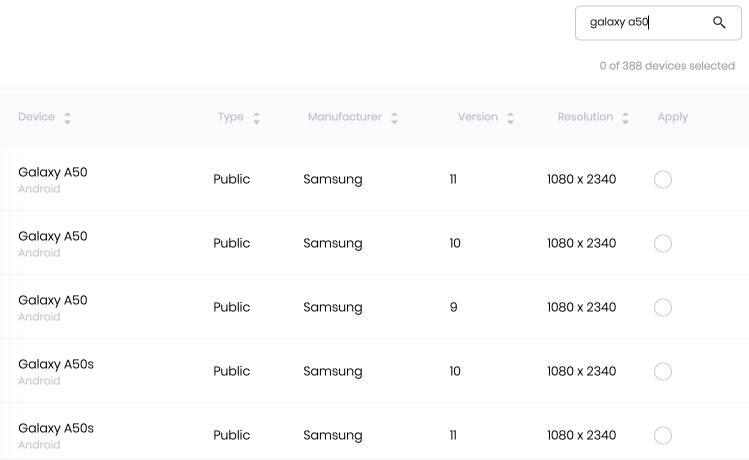 galaxy a50
0 of 388 devices selected
Device Type Manufacturer Version Resolution Apply
Galaxy A50 Public Samsung 11 1080 x 2340
Android
Galaxy A50 Public Samsung 10 1080 x 2340
Android
Galaxy A50 Public Samsung 9 1080 x 2340
Android
Galaxy A50s Public Samsung 10 1080 x 2340
Android
Galaxy A50s Public Samsung 11 1080 x 2340
Android